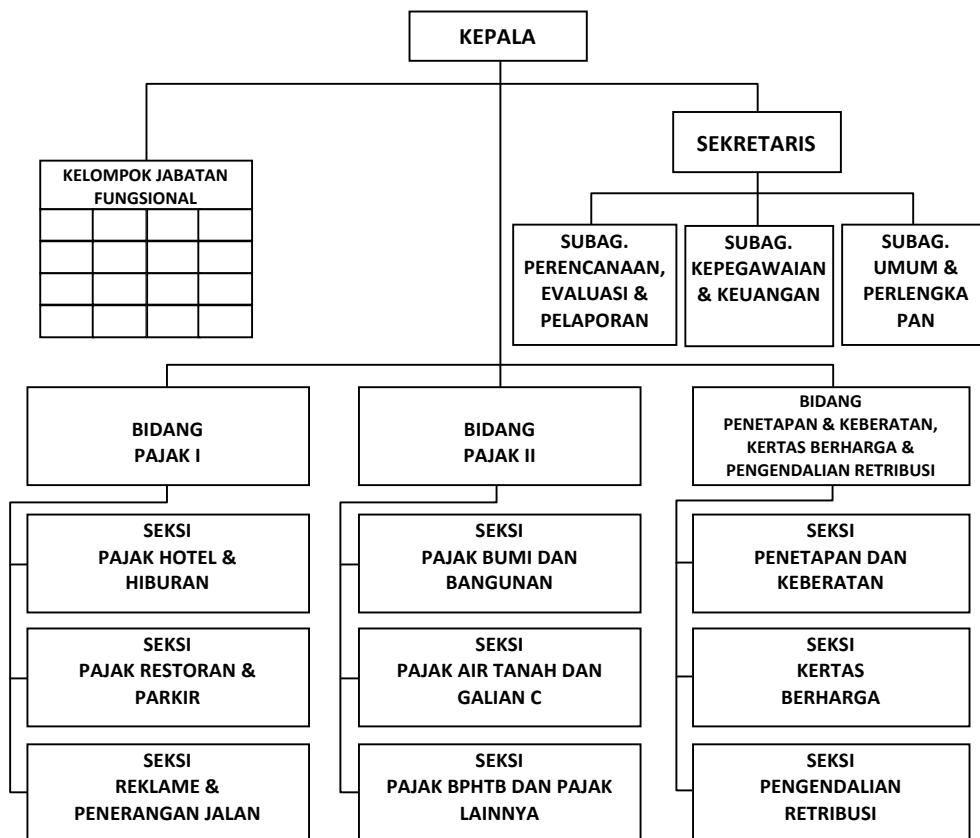 KEPALA
SEKRETARIS
KELOMPOK JABATAN
FUNGSIONAL
SUBAG.
PERENCANAAN,
EVALUASI &
PELAPORAN
SUBAG.
KEPEGAWAIAN
& KEUANGAN
SUBAG.
UMUM &
PERLENGKA
PAN
BIDANG
PAJAK I
BIDANG
PAJAK II
BIDANG
PENETAPAN & KEBERATAN,
KERTAS BERHARGA &
PENGENDALIAN RETRIBUSI
SEKSI
PAJAK HOTEL &
HIBURAN
SEKSI
PAJAK BUMI DAN
BANGUNAN
SEKSI
PENETAPAN DAN
KEBERATAN
SEKSI
PAJAK RESTORAN &
PARKIR
SEKSI
PAJAK AIR TANAH DAN
GALIAN C
SEKSI
KERTAS
BERHARGA
SEKSI
REKLAME &
PENERANGAN JALAN
SEKSI
PAJAK BPHTB DAN PAJAK
LAINNYA
SEKSI
PENGENDALIAN
RETRIBUSI